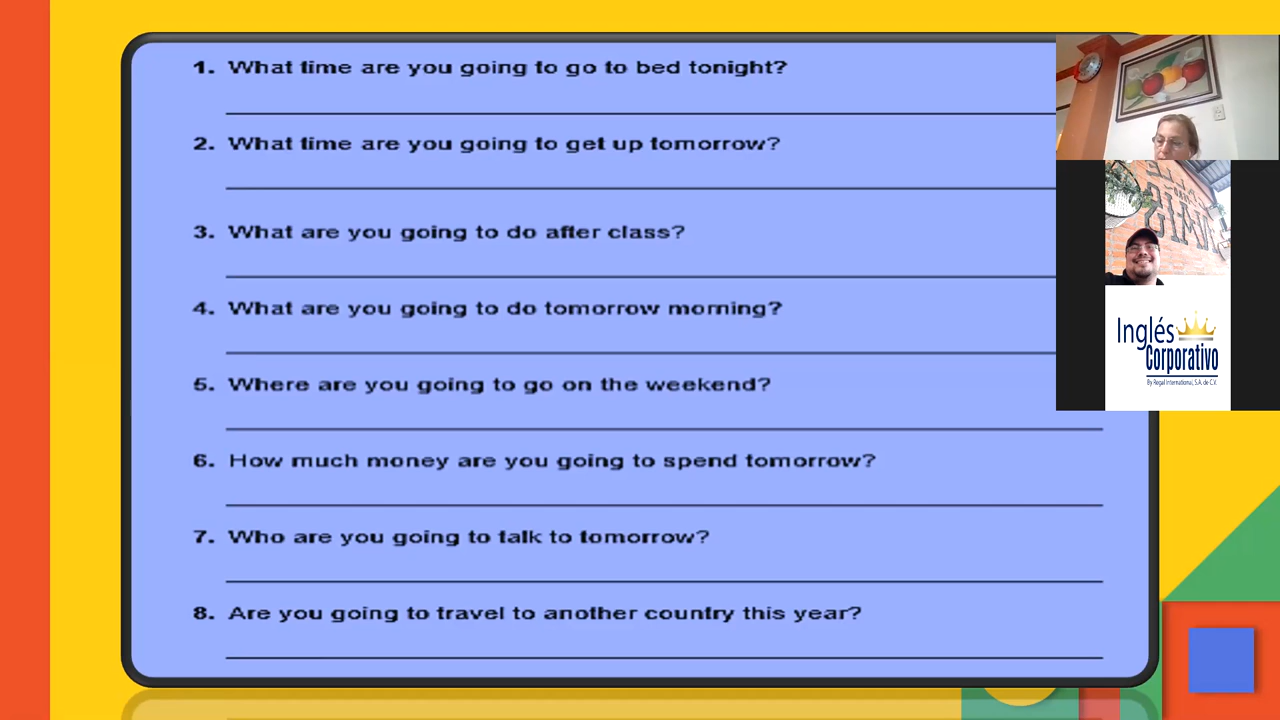 1. What time are you going to go to bed tonight?
2. What time are you going to get up tomorrow?
3. What are you going to do after class?
4. What are you going to do tomorrow morning?
5. Where are you going to go on the weekend?
6. How much money are you going to spend tomorrow?
7. Who are you going to talk to tomorrow?
8. Are you going to travel to another country this year?
Inglés
Corporativo
By Regal International, S.A. de C.V.